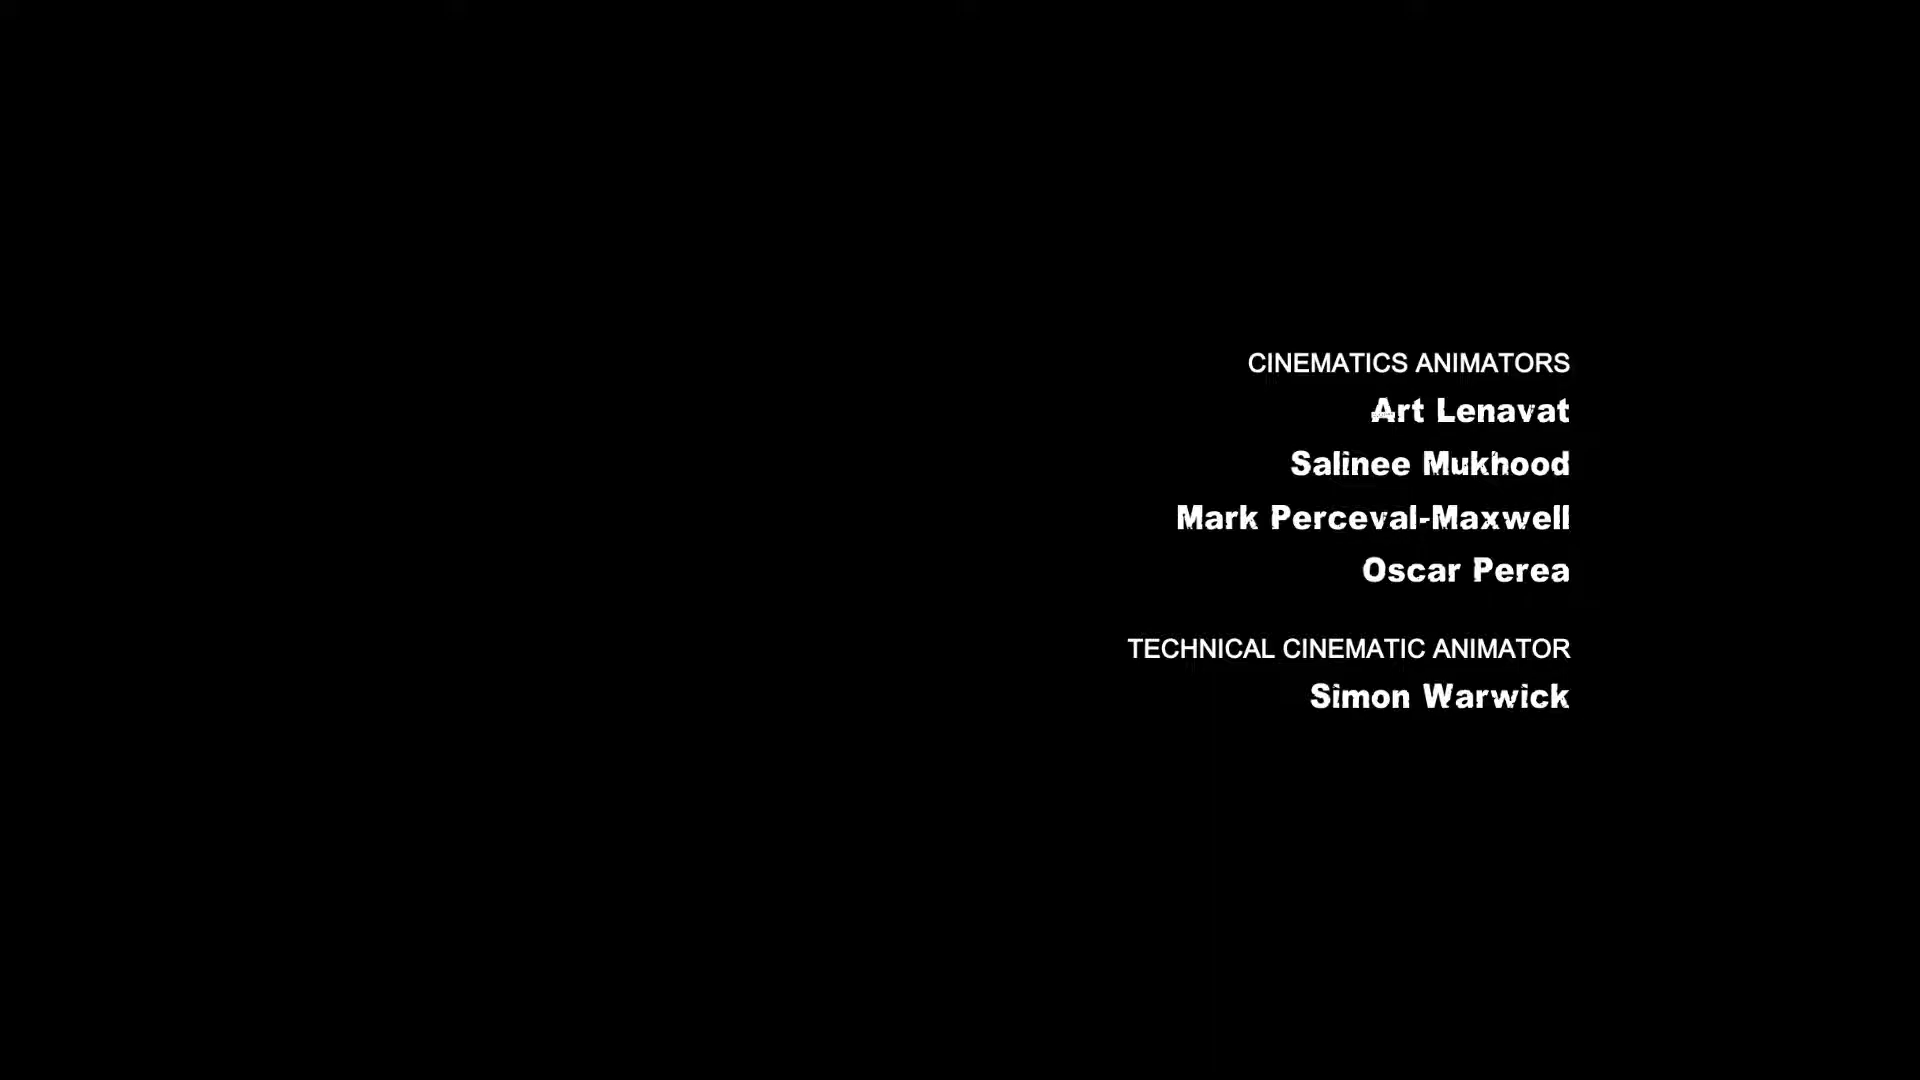 CINEMATICS ANIMATORS
Art Lenavat
Salinee Mukhood
Mark Perceval-Maxwell
Oscar Perea
TECHNICAL CINEMATIC ANIMATOR
Simon Warwick